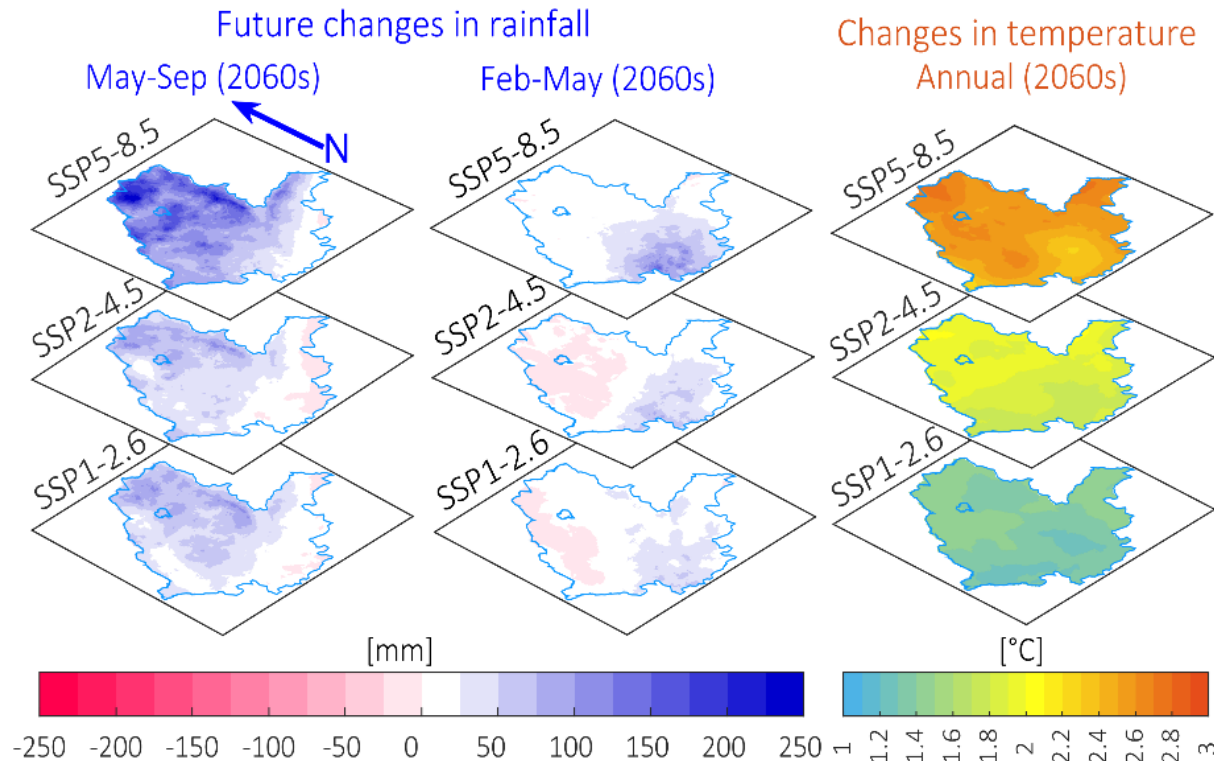 Future changes in rainfall
Changes in temperature
May-Sep (2060s)
Feb-May (2060s)
Annual (2060s)
N
SSP5-8.5
SSP5-8.5
SSP5-8.5
SSP2-4.5
SSP2-4.5
SSP2-4.5
SSP1-2.6
SSP1-2.6
SSP1-2.6
[mm]
[°C]
-250 -200 -150 -100 -50 0 50 100 150 200 250
1 1.2 1.4 1.6 1.8 2 2.2 2.4 2.6 2.8 3